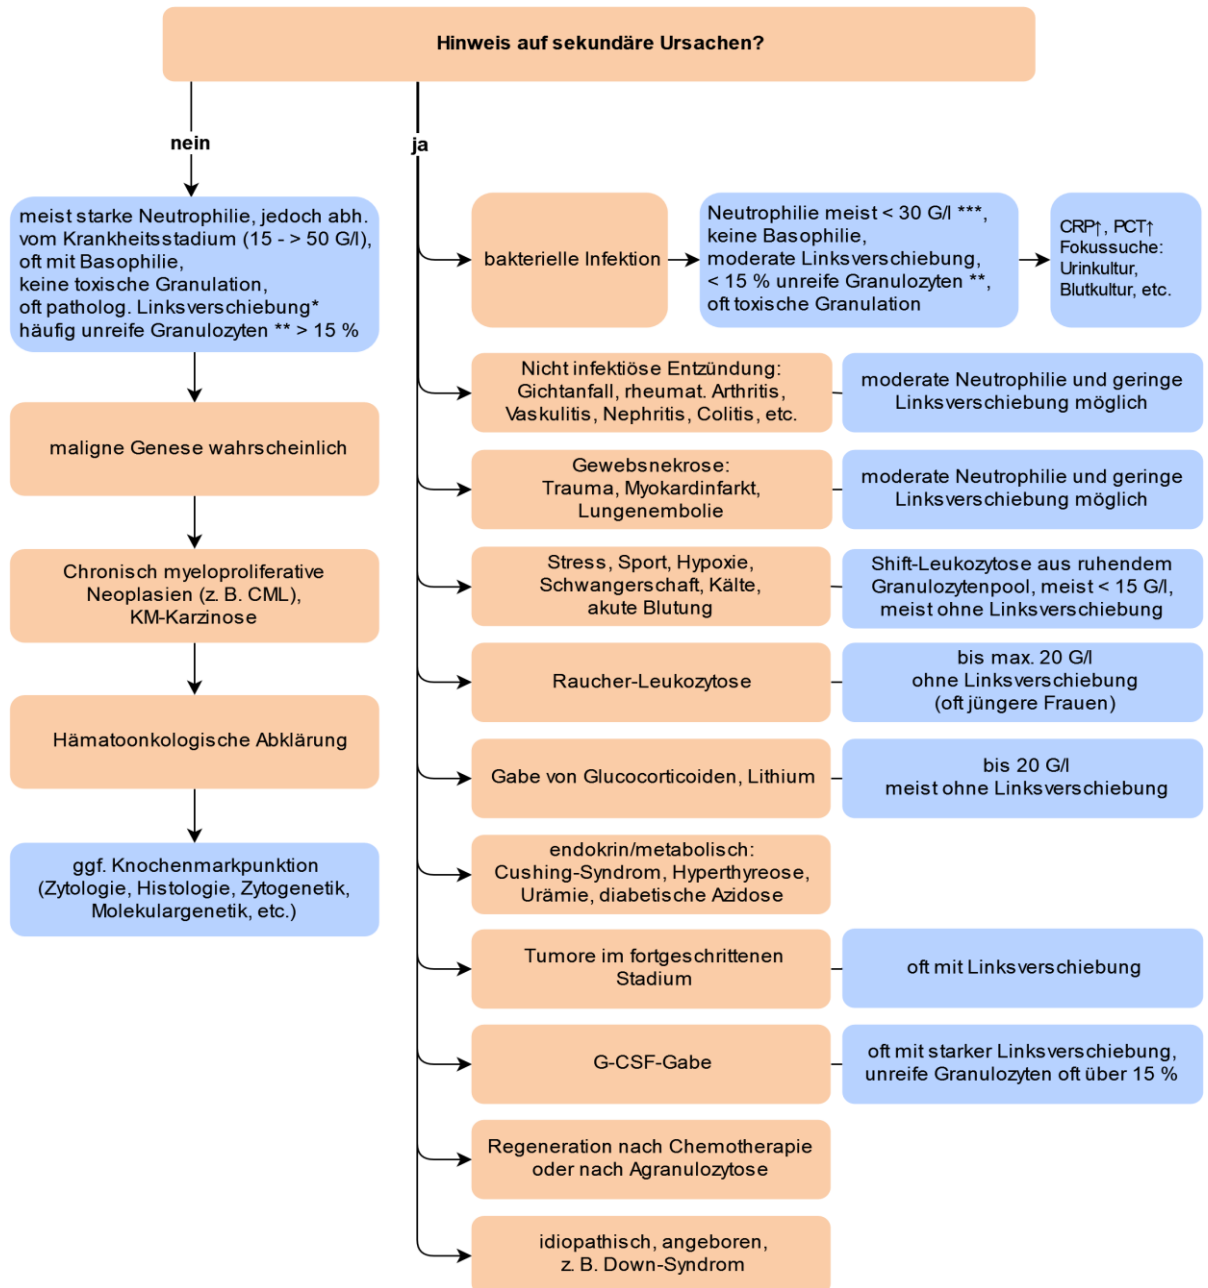 Hinweis auf sekundäre Ursachen?
nein
ja
meist starke Neutrophilie, jedoch abh.
vom Krankheitsstadium (15 - > 50 G/l),
oft mit Basophilie,
keine toxische Granulation,
oft patholog. Linksverschiebung*
häufig unreife Granulozyten ** > 15 %
maligne Genese wahrscheinlich
Chronisch myeloproliferative
Neoplasien (z. B. CML),
KM-Karzinose
Hämatoonkologische Abklärung
ggf. Knochenmarkpunktion
(Zytologie, Histologie, Zytogenetik,
Molekulargenetik, etc.)
bakterielle Infektion
Neutrophilie meist < 30 G/l ***,
keine Basophilie,
moderate Linksverschiebung,
< 15 % unreife Granulozyten **,
oft toxische Granulation
CRP↑, PCT↑
Fokussuche:
Urinkultur,
Blutkultur, etc.
Nicht infektiöse Entzündung:
Gichtanfall, rheumat. Arthritis,
Vaskulitis, Nephritis, Colitis, etc.
moderate Neutrophilie und geringe
Linksverschiebung möglich
Gewebsnekrose:
Trauma, Myokardinfarkt,
Lungenembolie
moderate Neutrophilie und geringe
Linksverschiebung möglich
Stress, Sport, Hypoxie,
Schwangerschaft, Kälte,
akute Blutung
Shift-Leukozytose aus ruhendem
Granulozytenpool, meist < 15 G/l,
meist ohne Linksverschiebung
Raucher-Leukozytose
bis max. 20 G/l
ohne Linksverschiebung
(oft jüngere Frauen)
Gabe von Glucocorticoiden, Lithium
bis 20 G/l
meist ohne Linksverschiebung
endokrin/metabolisch:
Cushing-Syndrom, Hyperthyreose,
Urämie, diabetische Azidose
Tumore im fortgeschrittenen
Stadium
oft mit Linksverschiebung
G-CSF-Gabe
oft mit starker Linksverschiebung,
unreife Granulozyten oft über 15 %
Regeneration nach Chemotherapie
oder nach Agranulozytose
idiopathisch, angeboren,
z. B. Down-Syndrom